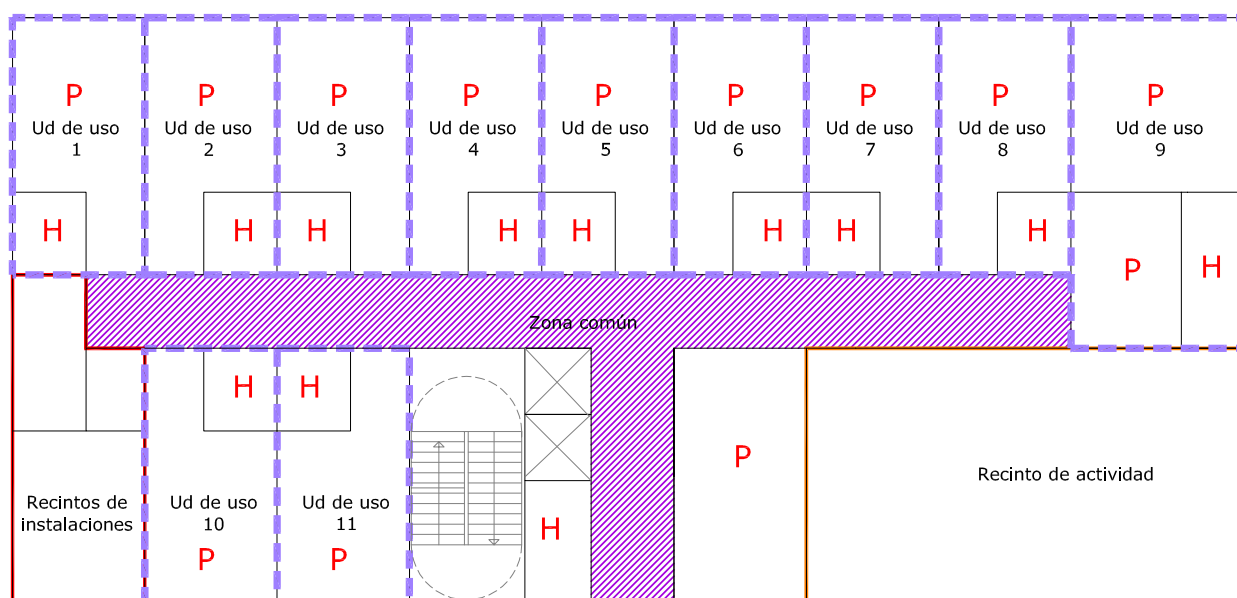 P P P P P P P P P
Ud de uso Ud de uso Ud de uso Ud de uso Ud de uso Ud de uso Ud de uso Ud de uso Ud de uso
1 2 3 4 5 6 7 8 9
H H H H H H H H
P H
Zona común
H H
P
Recinto de actividad
Recintos de Ud de uso Ud de uso
instalaciones 10 11
H
P P